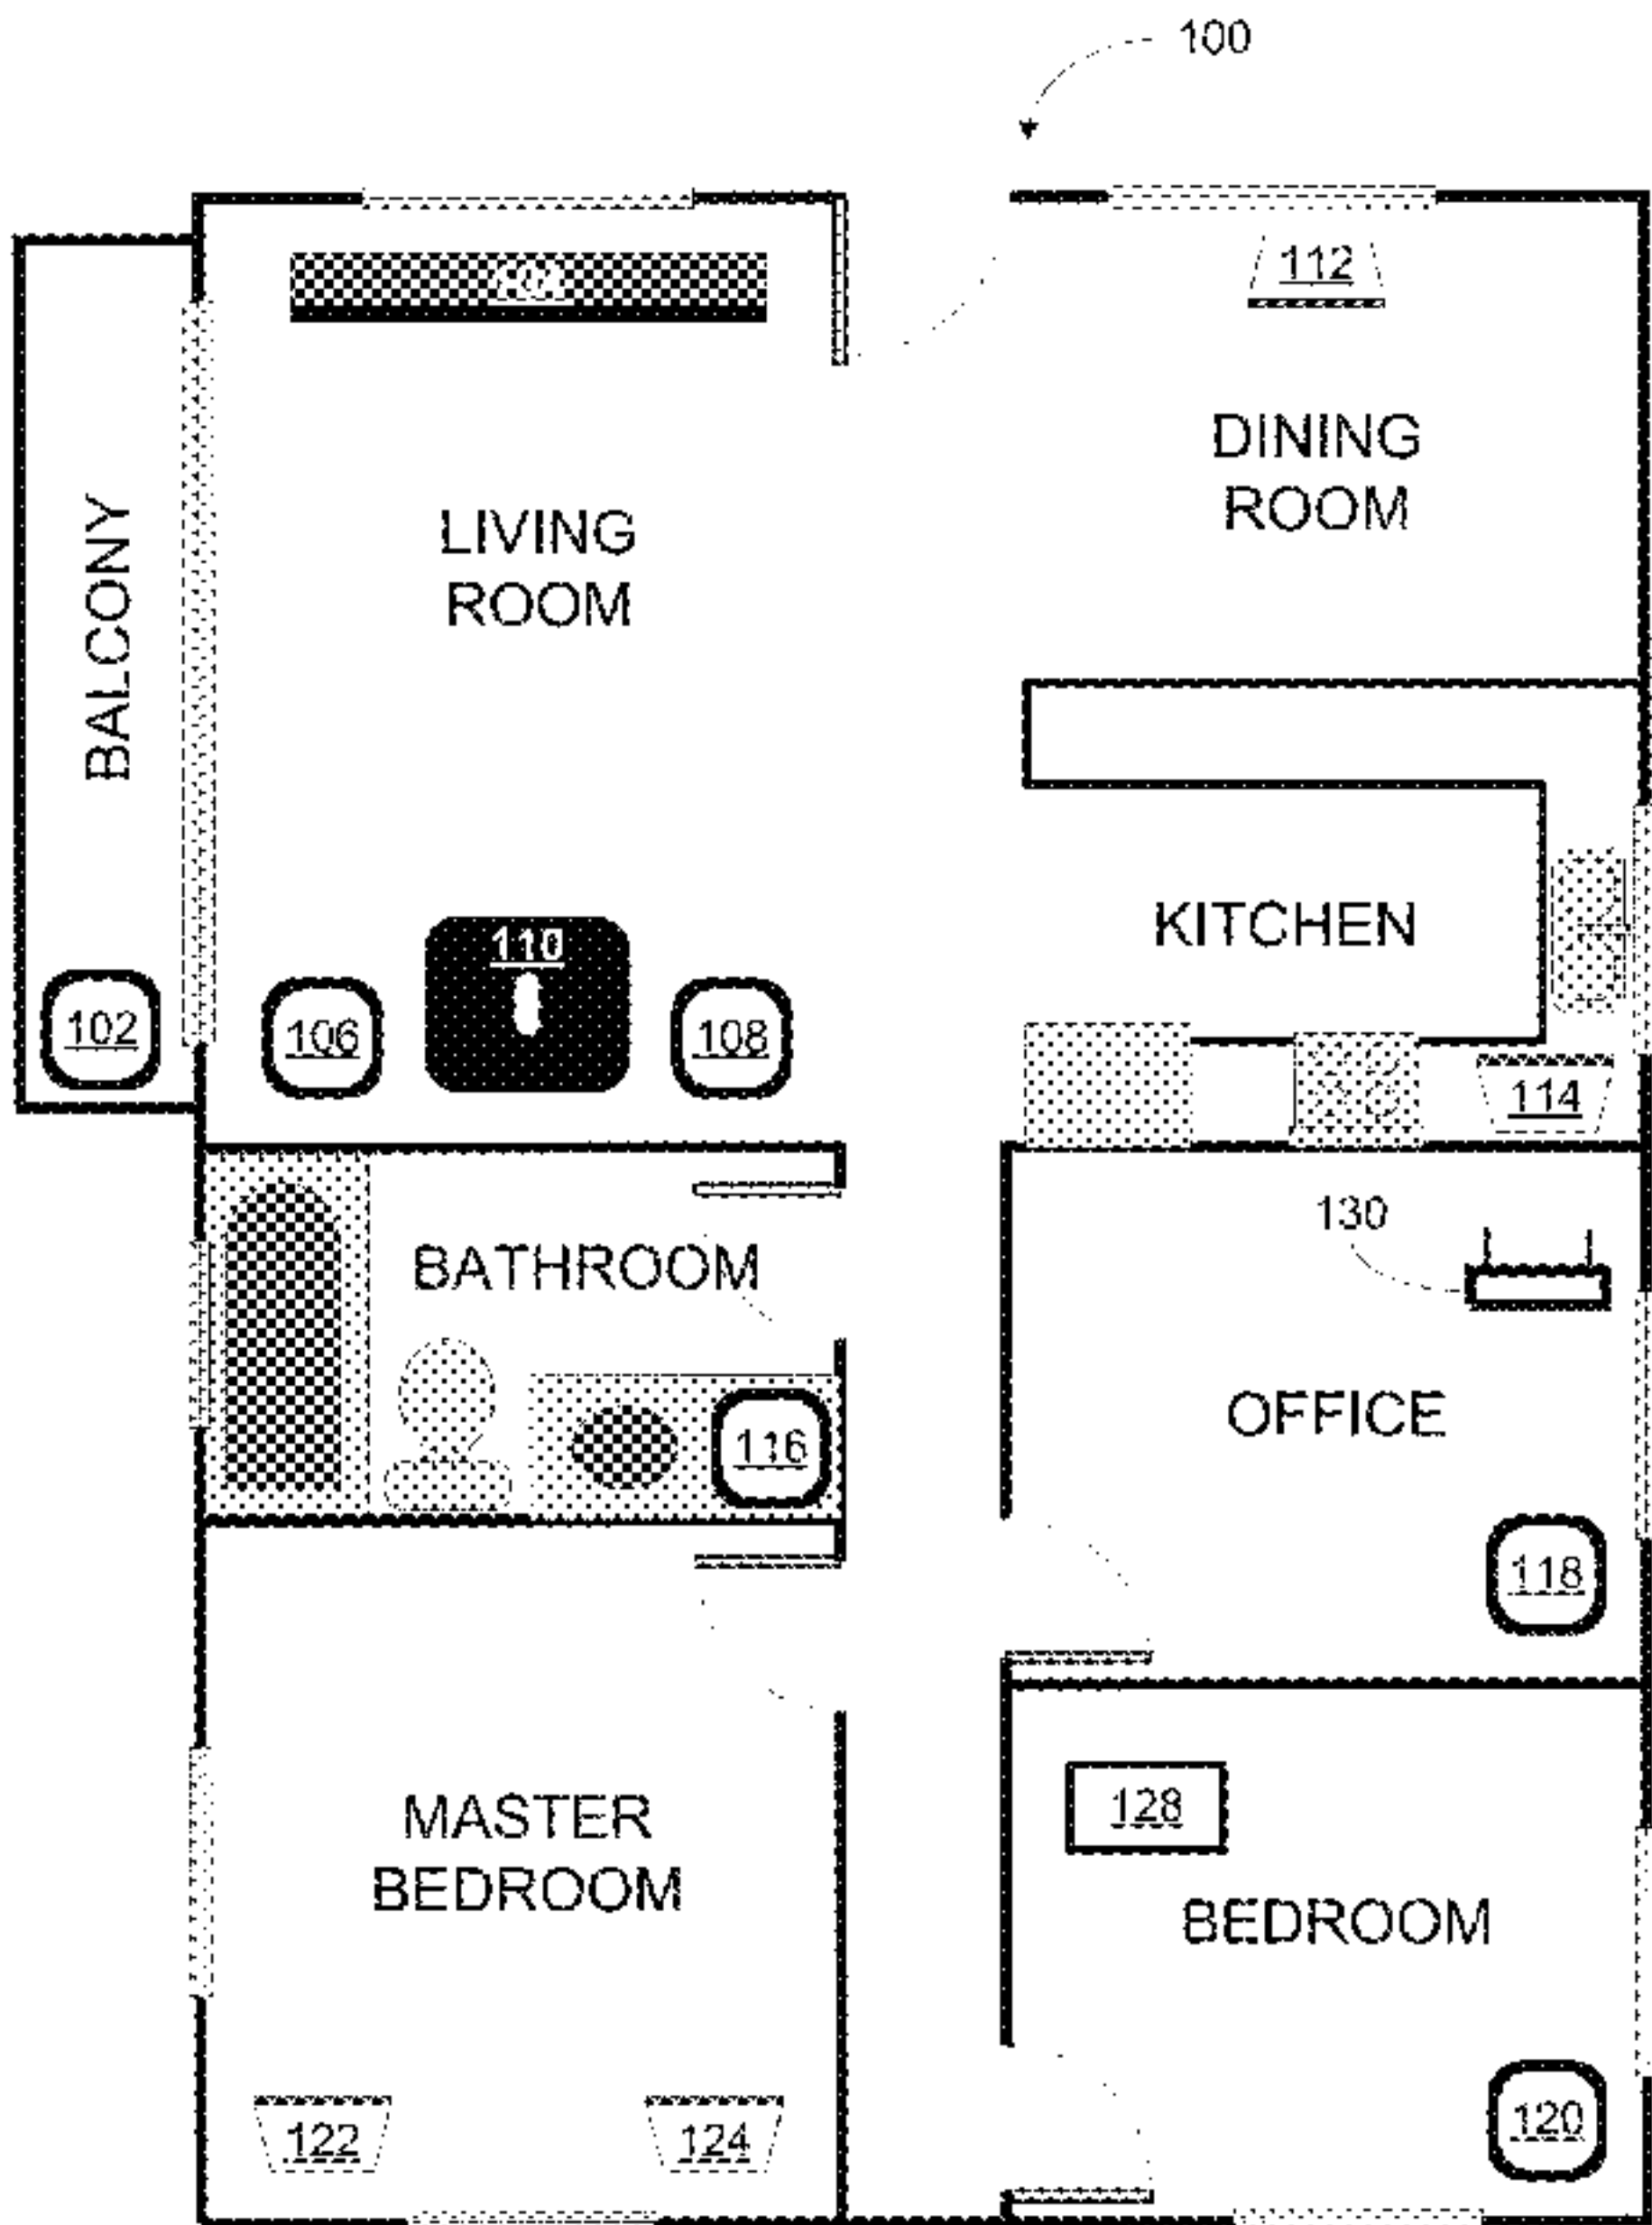 100
112
DINING
ROOM
LIVING
ROOM
BALCONY
KITCHEN
110
102
106
108
114
130
BATHROOM
OFFICE
116
118
128
MASTER
BEDROOM
BEDROOM
122
124
120